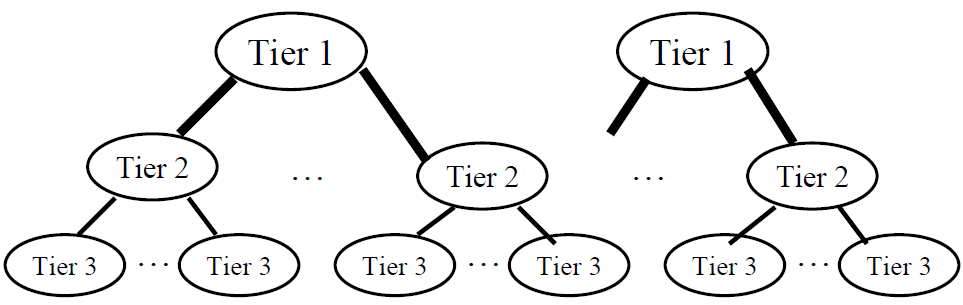 Tier 1 Tier 1
Tier 2 ... Tier 2 ... Tier 2
Tier 3 ... Tier 3 Tier 3 ... Tier 3 Tier 3 ... Tier 3